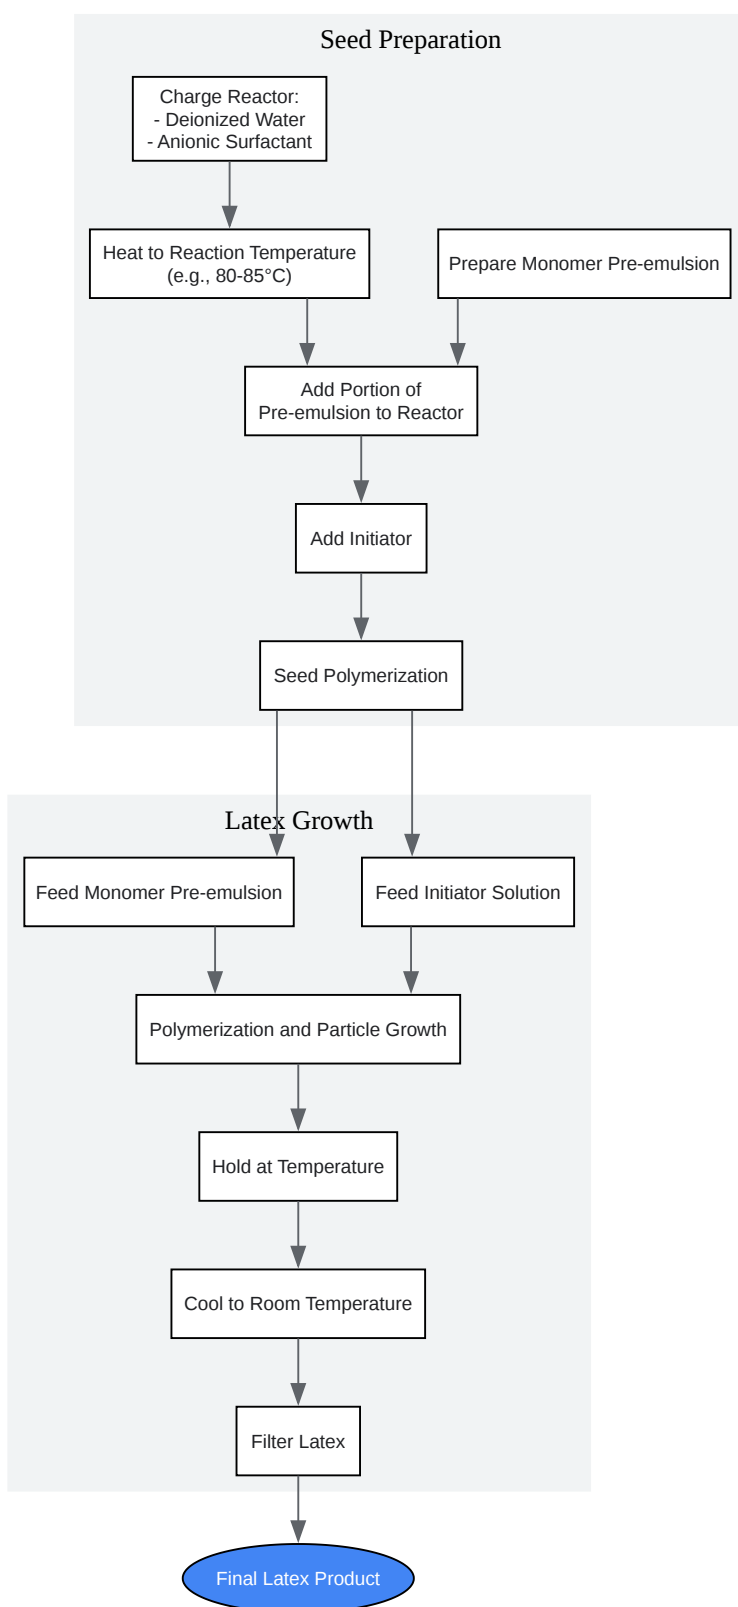 Seed Preparation
Charge Reactor:
- Deionized Water
- Anionic Surfactant
Heat to Reaction Temperature
(e.g., 80-85°C)
Prepare Monomer Pre-emulsion
Add Portion of
Pre-emulsion to Reactor
Add Initiator
Seed Polymerization
Latex Growth
Feed Monomer Pre-emulsion
Feed Initiator Solution
Polymerization and Particle Growth
Hold at Temperature
Cool to Room Temperature
Filter Latex
Final Latex Product